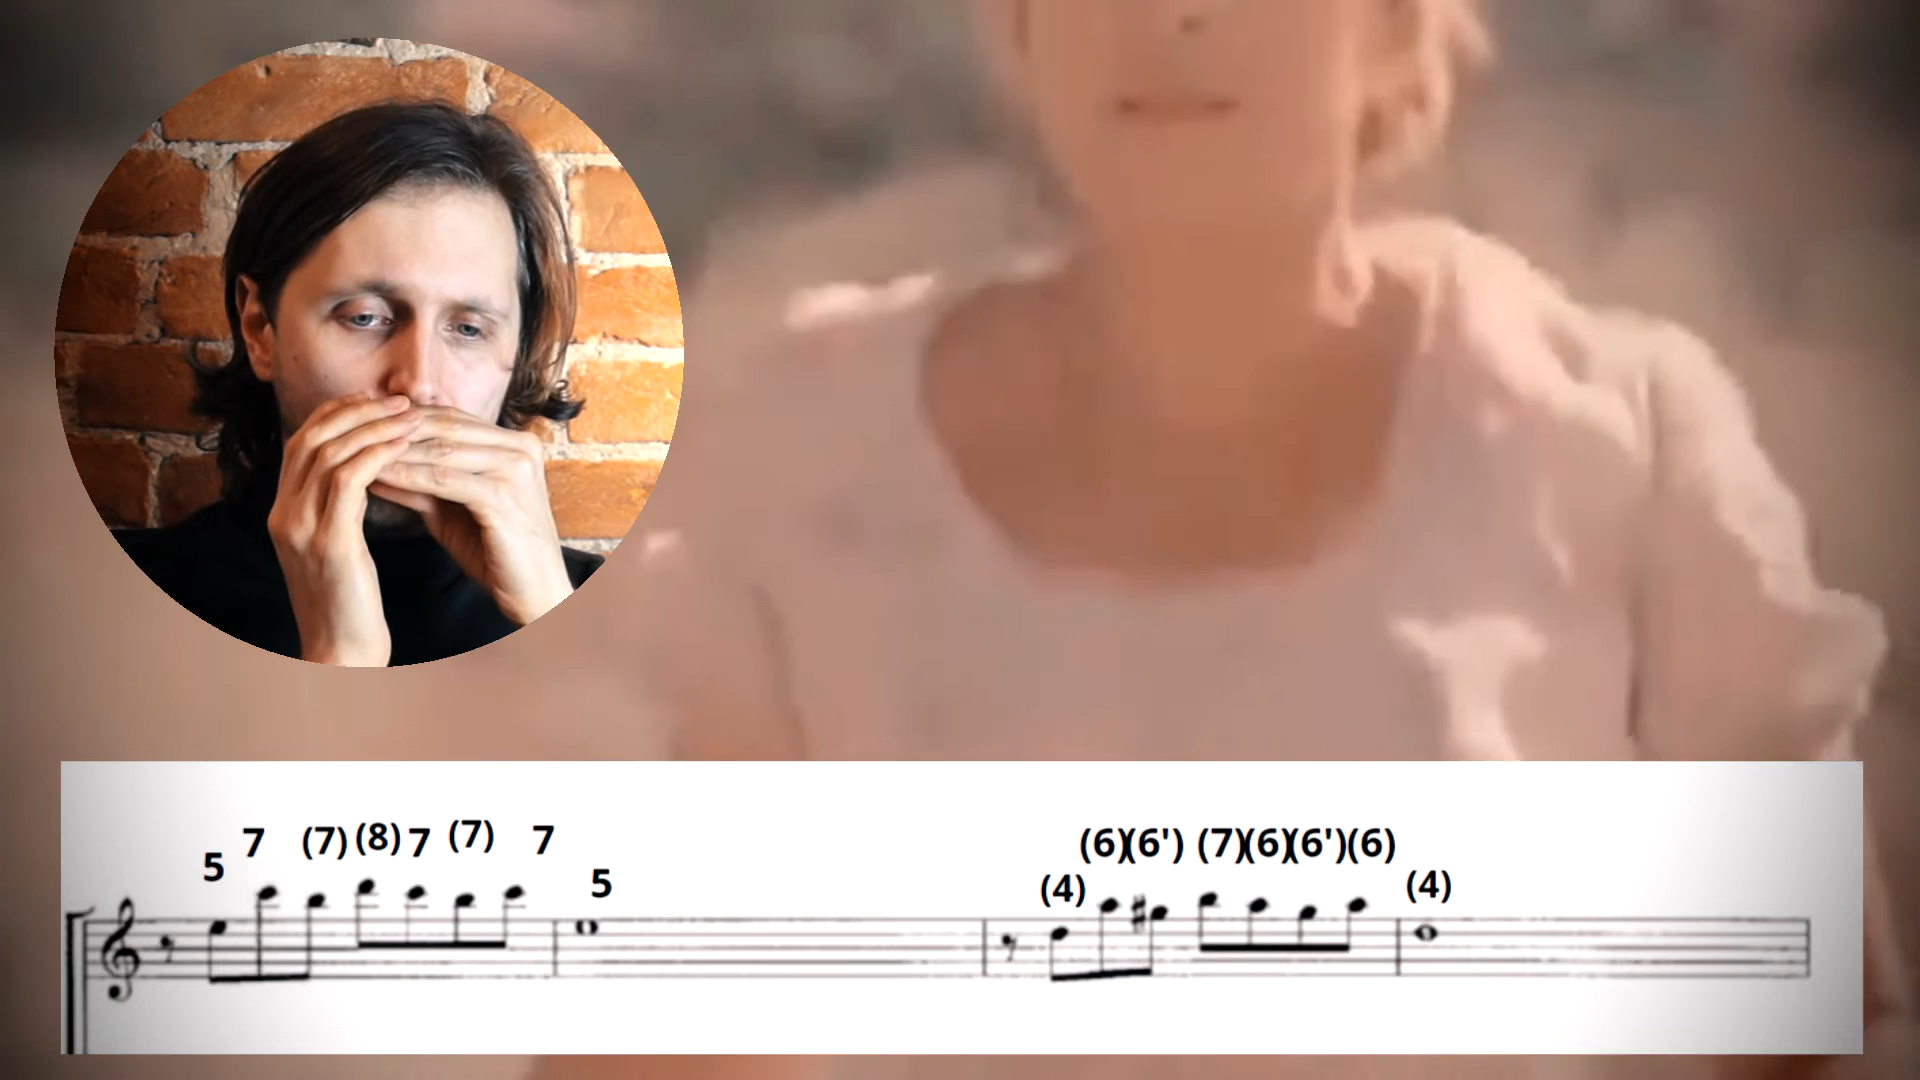 5 7 (7) (8) 7 (7) 7
5
(4) (6) (6') (7) (6) (6') (6)
(4)